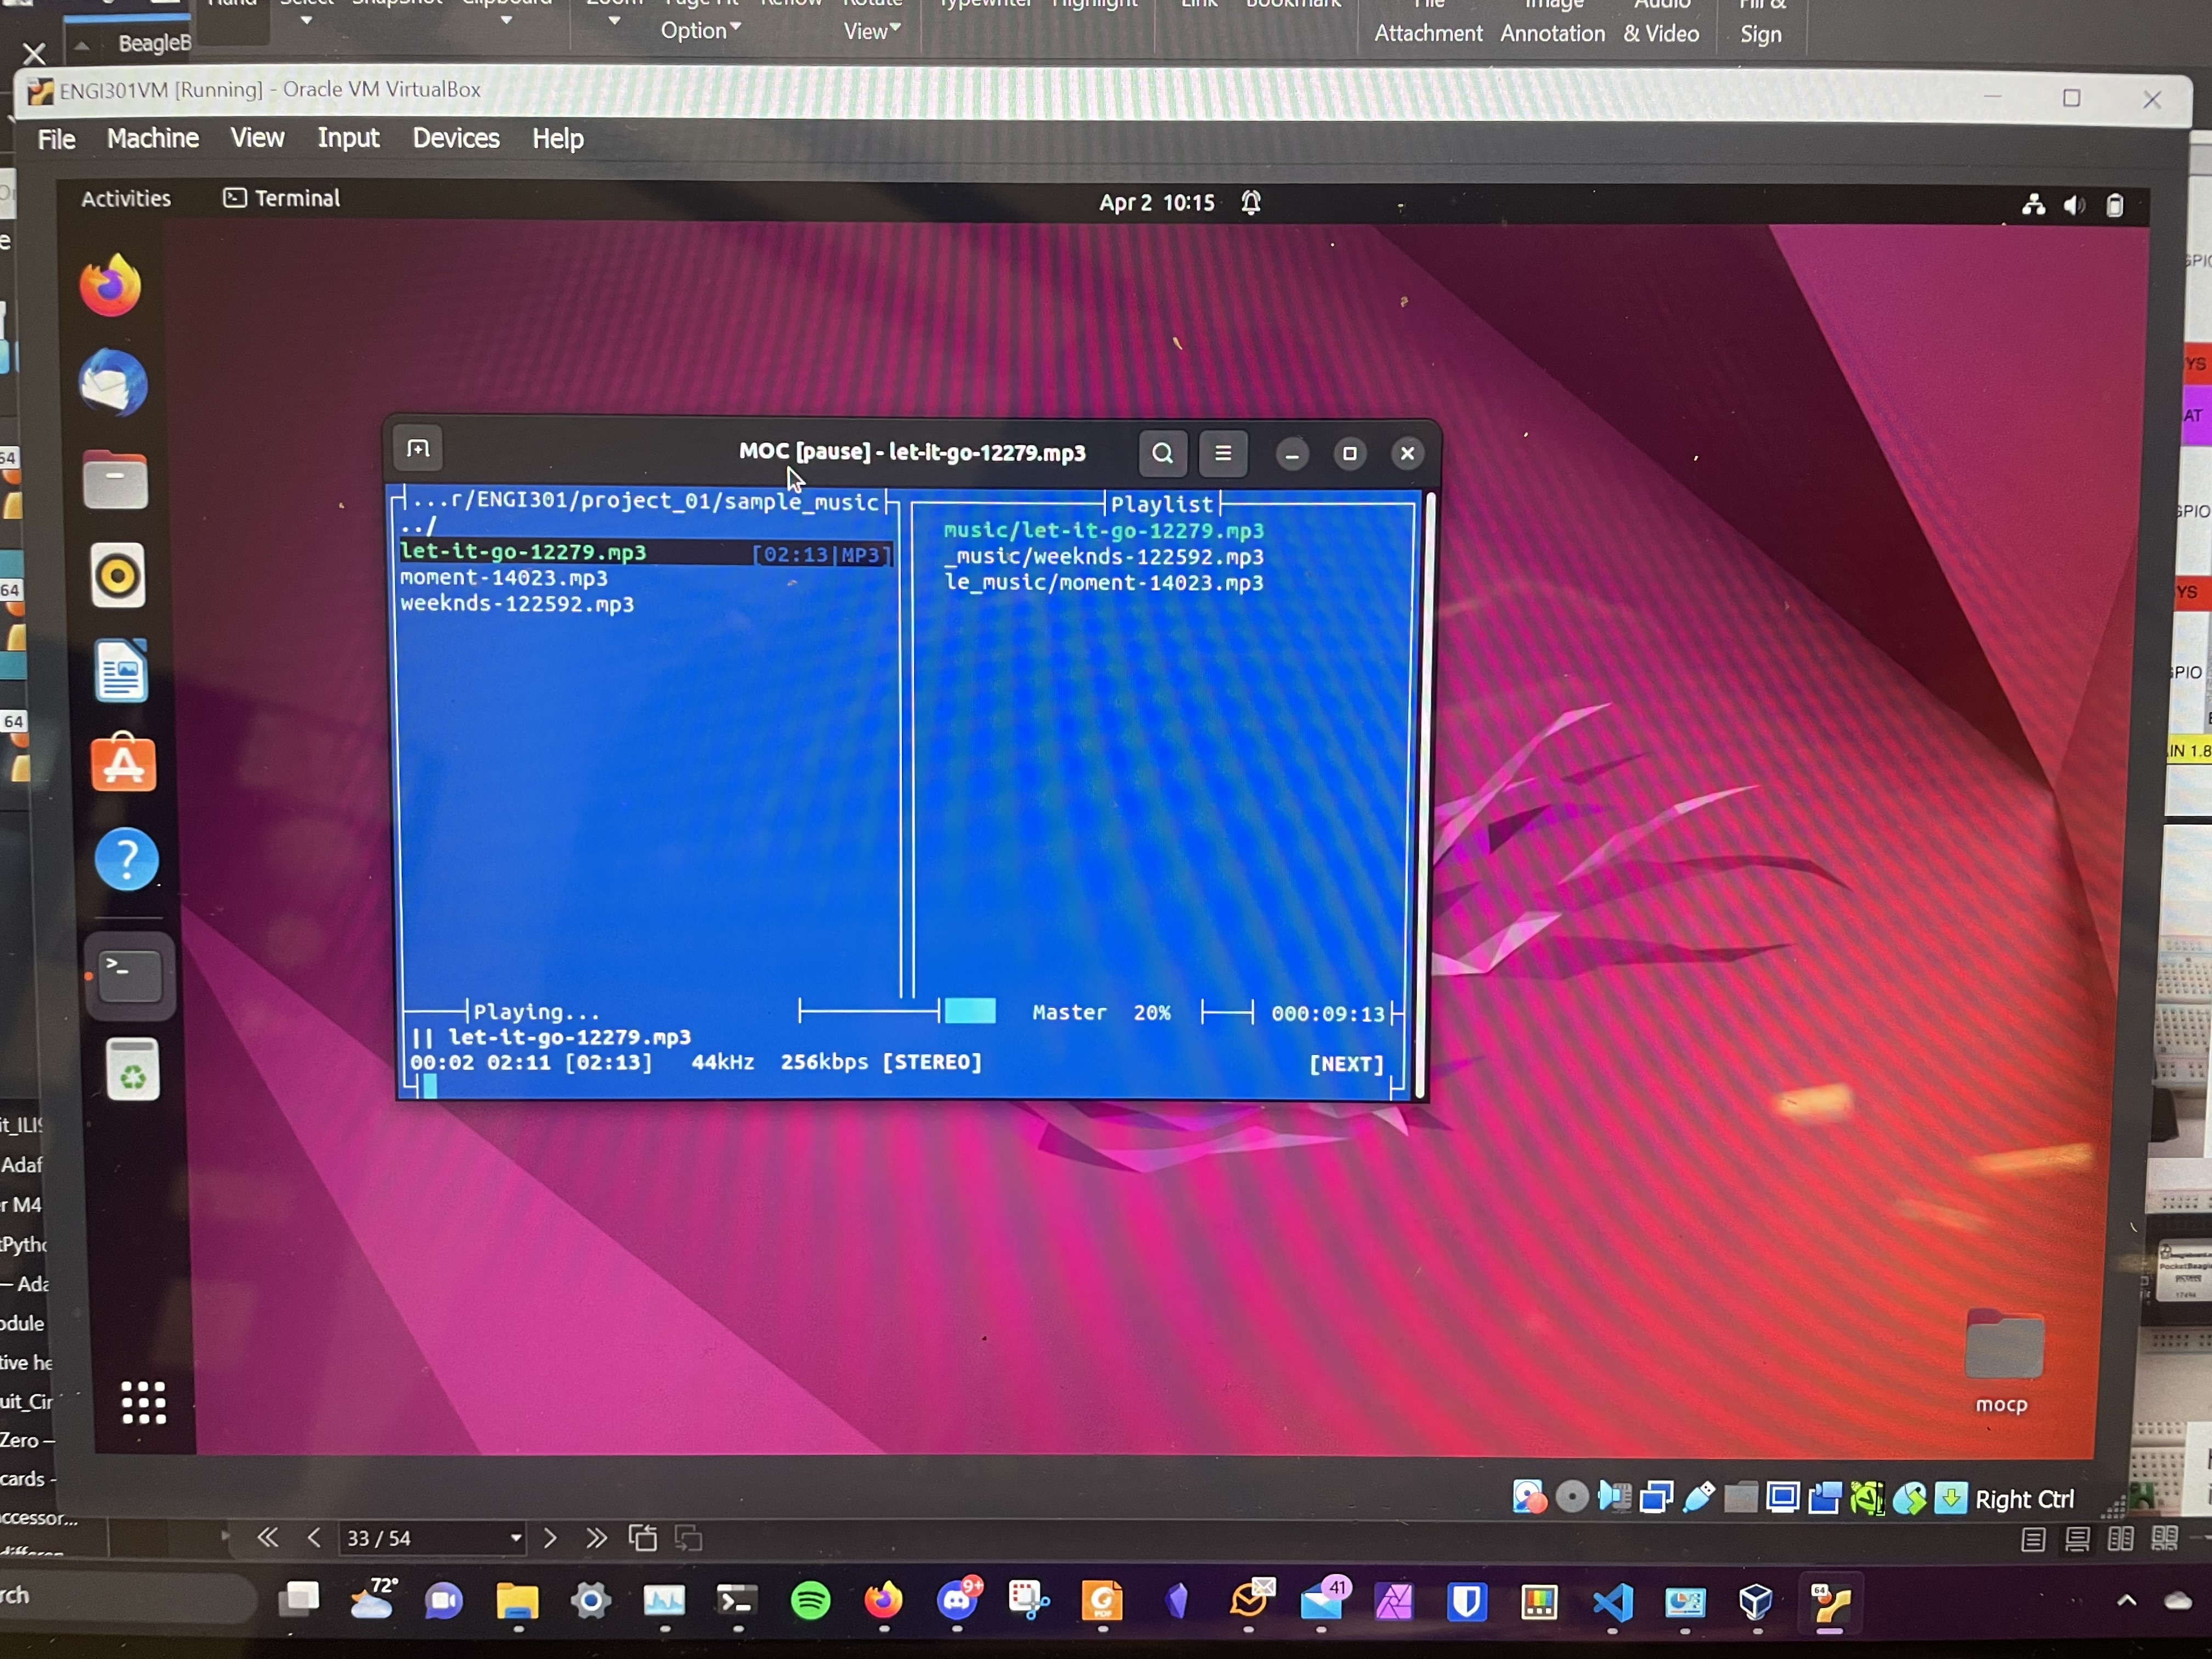 Option View Attachment Annotation & Video Sign
BeagleB
ENGI301VM [Running] - Oracle VM VirtualBox
File Machine View Input Devices Help
Activities Terminal Apr 2 10:15
MOC [pause] - let-it-go-12279.mp3
...r/ENGI301/project_01/sample_music
../
let-it-go-12279.mp3 [02:13|MP3]
moment-14023.mp3
weeknds-122592.mp3
Playlist
music/let-it-go-12279.mp3
_music/weeknds-122592.mp3
le_music/moment-14023.mp3
Playing... Master 20% 000:09:13
|| let-it-go-12279.mp3
00:02 02:11 [02:13] 44kHz 256kbps [STEREO] [NEXT]
mocp
Right Ctrl
64
64
64
it_ILI
Adaf
r M4
tPytho
— Ada
odule
tive he
uit_Cir
Zero —
cards -
accessor...
GPIO
YS
AT
GPIO
YS
GPIO
IN 1.8
33 / 54
rch
72°
9+
41
64